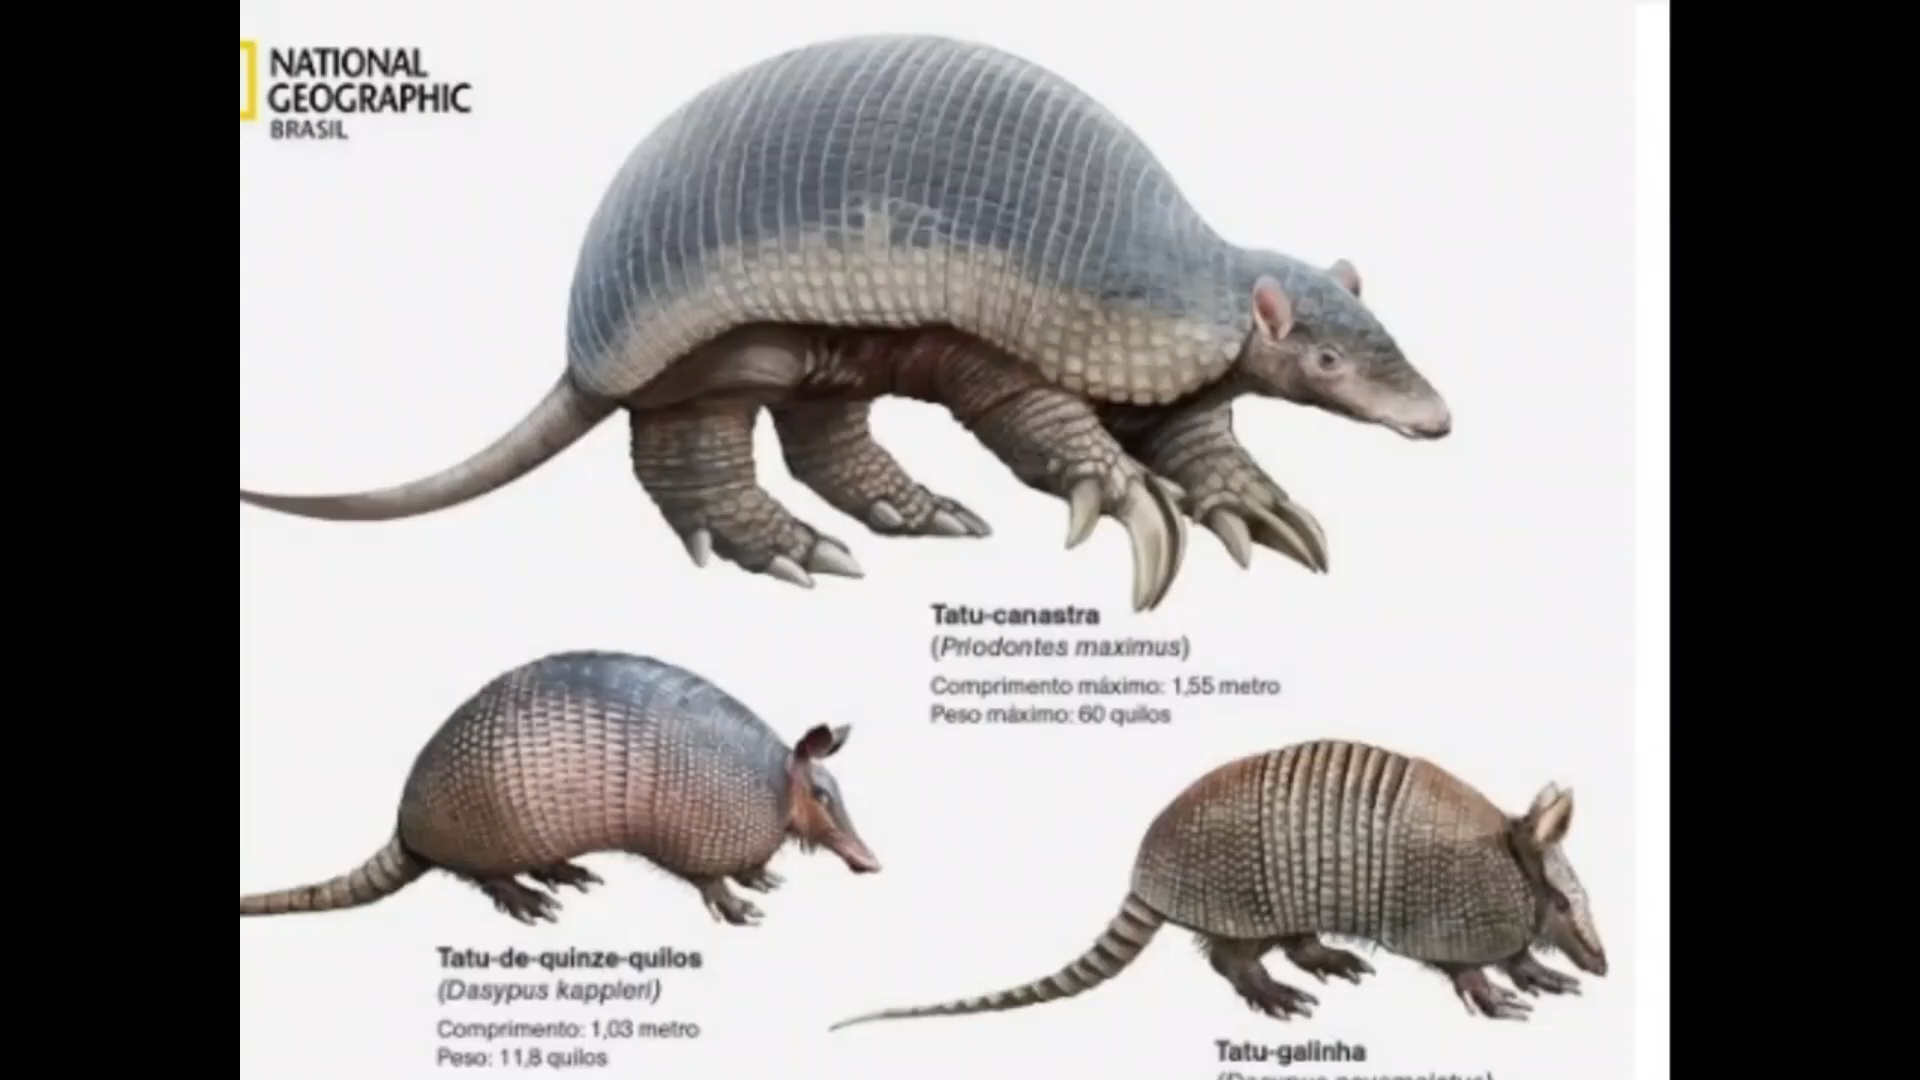 NATIONAL
GEOGRAPHIC
BRASIL
Tatu-canastra
(Priodontes maximus)
Comprimento máximo: 1,55 metro
Peso máximo: 60 quilos
Tatu-de-quinze-quilos
(Dasypus kappleri)
Comprimento: 1,03 metro
Peso: 11,8 quilos
Tatu-galinha